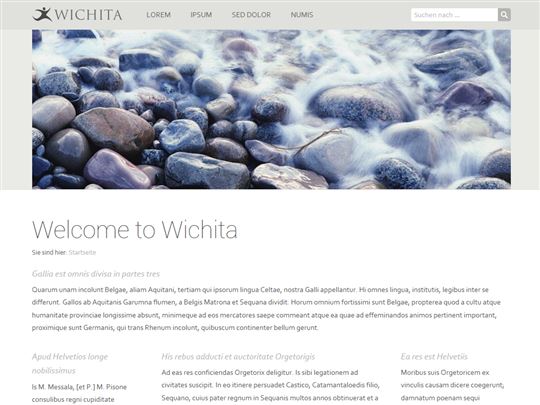 WICHITA LOREM IPSUM SED DOLOR NUMIS Suchen nach ...
Welcome to Wichita
Sie sind hier: Startseite
Gallia est omnis divisa in partes tres
Quarum unam incolunt Belgae, aliam Aquitani, tertiam qui ipsorum lingua Celtae, nostra Galli appellantur. Hi omnes lingua, institutis, legibus inter se
differunt. Gallos ab Aquitanis Garumna flumen, a Belgis Matrona et Sequana dividit. Horum omnium fortissimi sunt Belgae, propterea quod a cultu atque
humanitate provinciae longissime absunt, minimeque ad eos mercatores saepe commeant atque ea quae ad effeminandos animos pertinent important,
proximique sunt Germanis, qui trans Rhenum incolunt, quibuscum continenter bellum gerunt.
Apud Helvetios longe
nobilissimus
Is M. Messala, [et P.] M. Pisone
consulibus regni cupiditate
His rebus adducti et auctoritate Orgetorigis
Ad eas res conficiendas Orgetorix deligitur. Is sibi legationem ad
civitates suscipit. In eo itinere persuadet Castico, Catamantaloedis filio,
Sequano, cuius pater regnum in Sequanis multos annos obtinuerat et a
Ea res est Helvetiis
Moribus suis Orgetoricem ex
vinculis causam dicere coegerunt;
damnatum poenam sequi